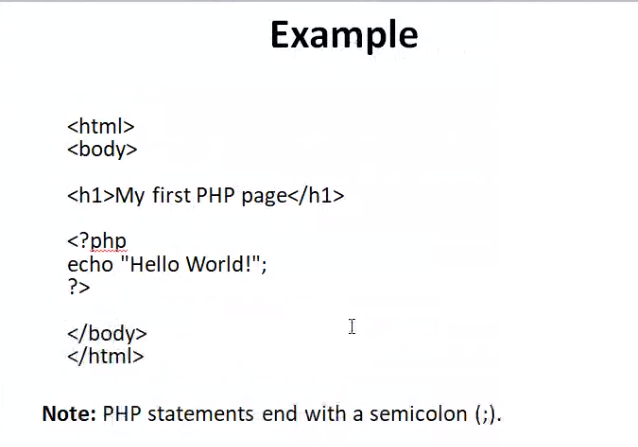 Example
<html>
<body>
<h1>My first PHP page</h1>
<?php
echo "Hello World!";
?>
</body>
</html>
Note: PHP statements end with a semicolon (;).